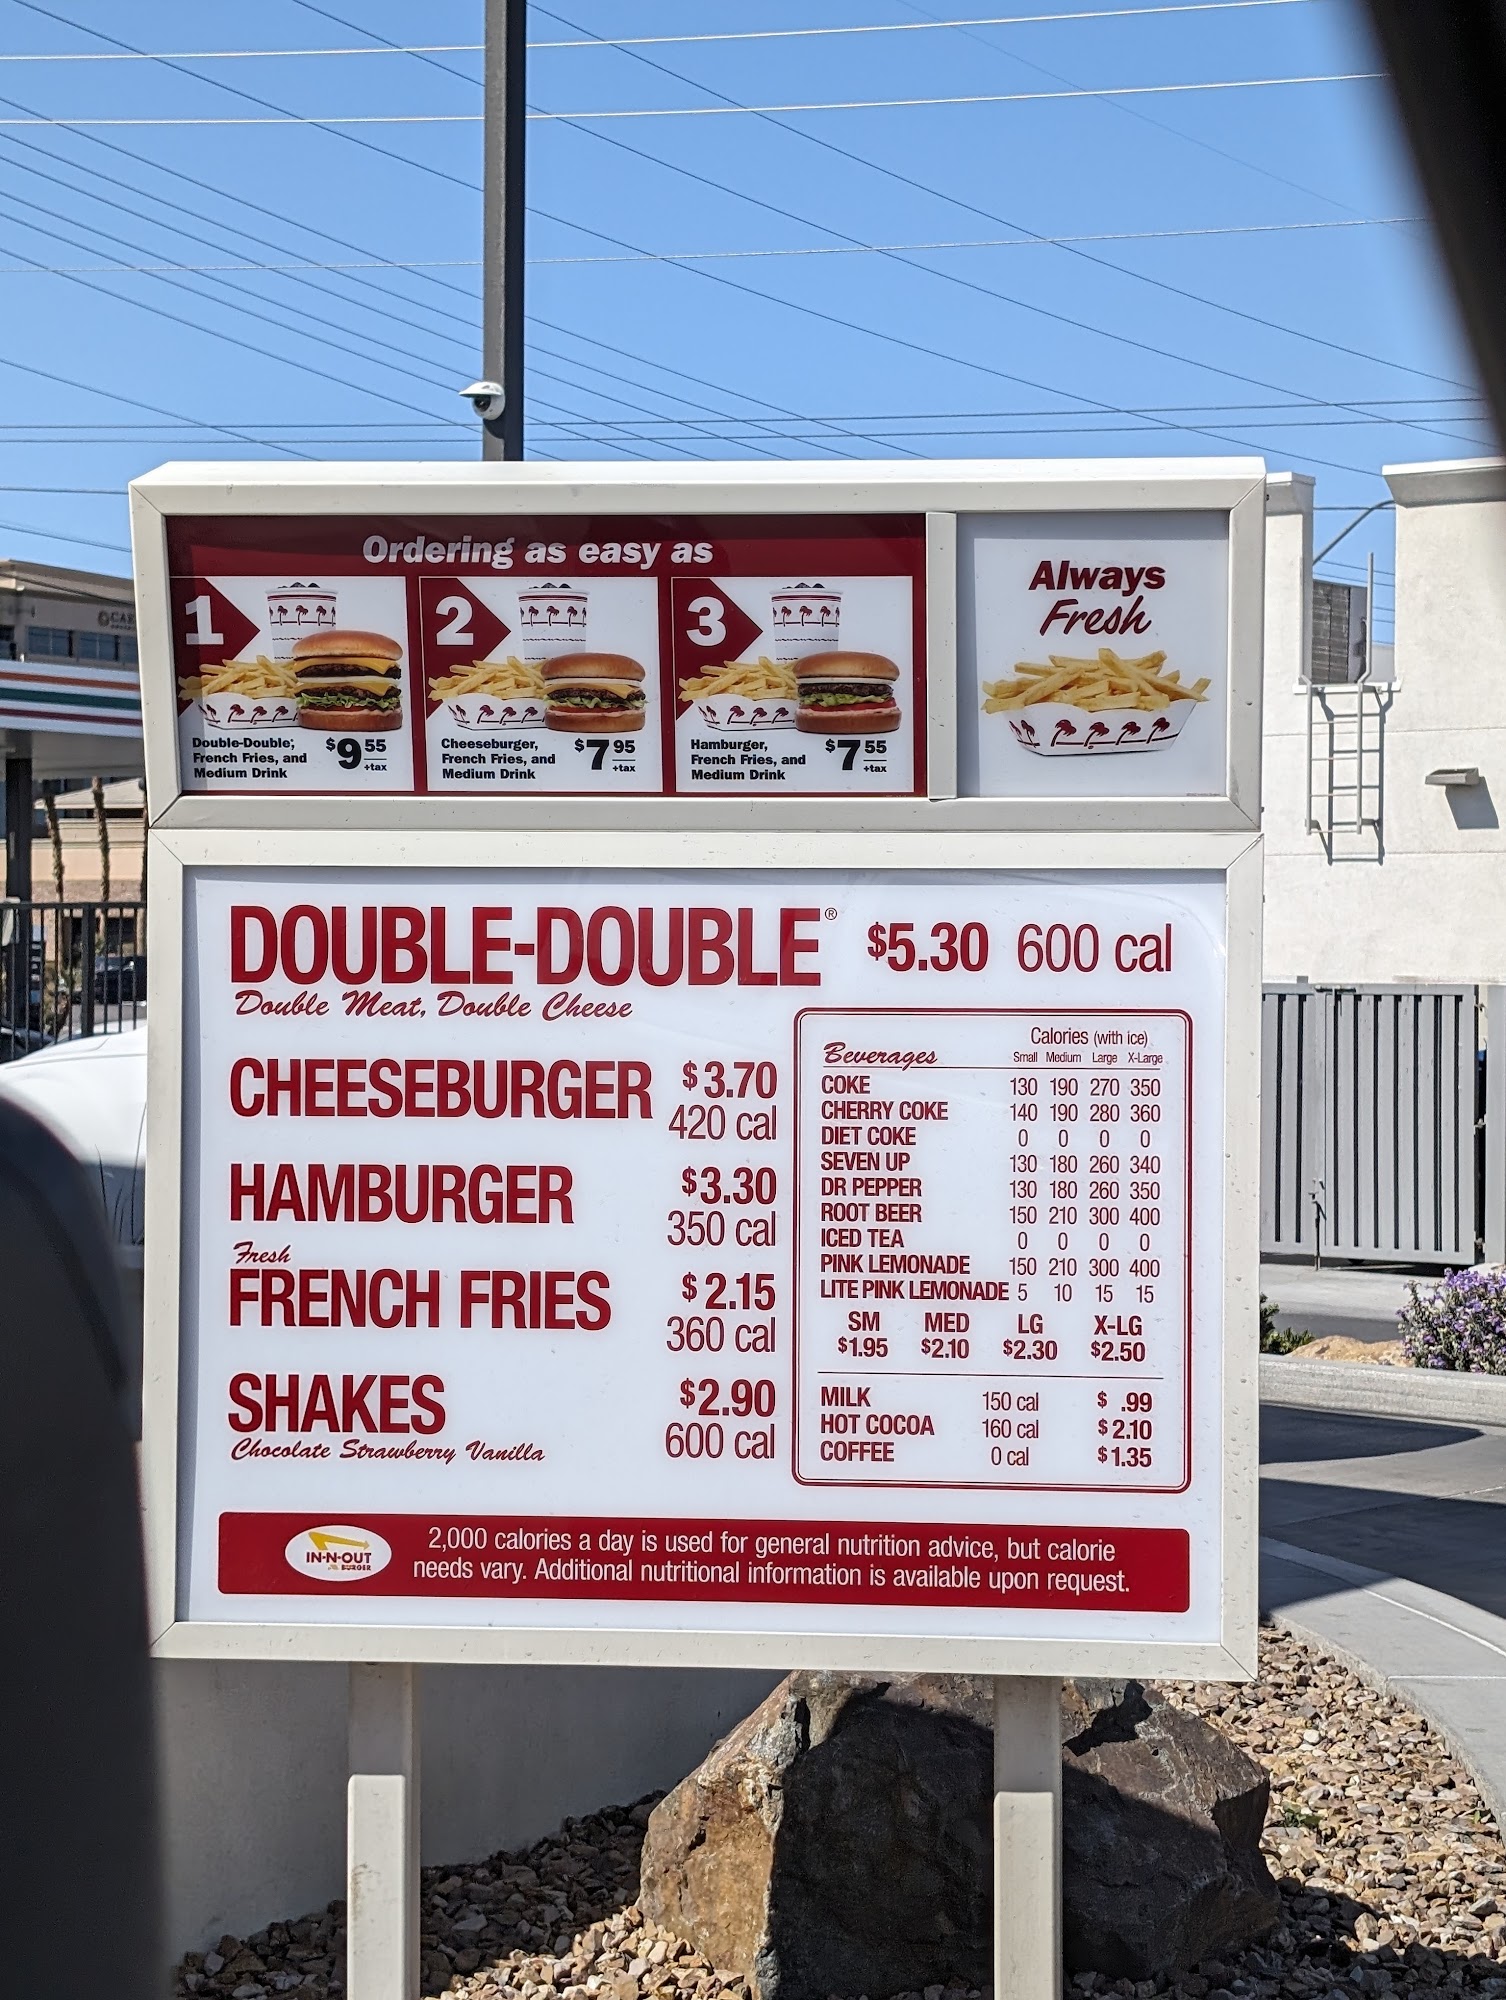 Ordering as easy as
1
Double-Double,
French Fries, and
Medium Drink
$9 55
+tax
2
Cheeseburger,
French Fries, and
Medium Drink
$7 95
+tax
3
Hamburger,
French Fries, and
Medium Drink
$7 55
+tax
Always
Fresh
DOUBLE-DOUBLE® $5.30 600 cal
Double Meat, Double Cheese
CHEESEBURGER $3.70
420 cal
HAMBURGER $3.30
350 cal
Fresh
FRENCH FRIES $2.15
360 cal
SHAKES $2.90
Chocolate Strawberry Vanilla 600 cal
Calories (with ice)
Beverages Small Medium Large X-Large
COKE 130 190 270 350
CHERRY COKE 140 190 280 360
DIET COKE 0 0 0 0
SEVEN UP 130 180 260 340
DR PEPPER 130 180 260 350
ROOT BEER 150 210 300 400
ICED TEA 0 0 0 0
PINK LEMONADE 150 210 300 400
LITE PINK LEMONADE 5 10 15 15
SM MED LG X-LG
$1.95 $2.10 $2.30 $2.50
MILK 150 cal $ .99
HOT COCOA 160 cal $2.10
COFFEE 0 cal $1.35
IN-N-OUT
BURGER
2,000 calories a day is used for general nutrition advice, but calorie
needs vary. Additional nutritional information is available upon request.